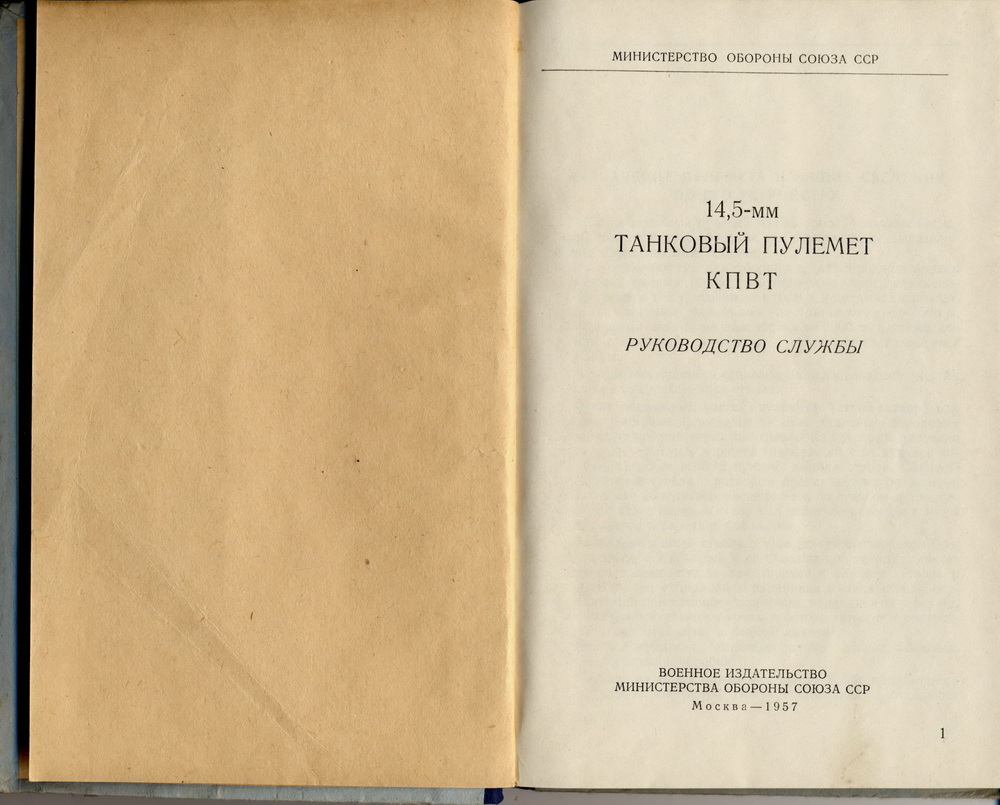 МИНИСТЕРСТВО ОБОРОНЫ СОЮЗА ССР
14,5-мм
ТАНКОВЫЙ ПУЛЕМЕТ
КПВТ
РУКОВОДСТВО СЛУЖБЫ
ВОЕННОЕ ИЗДАТЕЛЬСТВО
МИНИСТЕРСТВА ОБОРОНЫ СОЮЗА ССР
Москва—1957
1